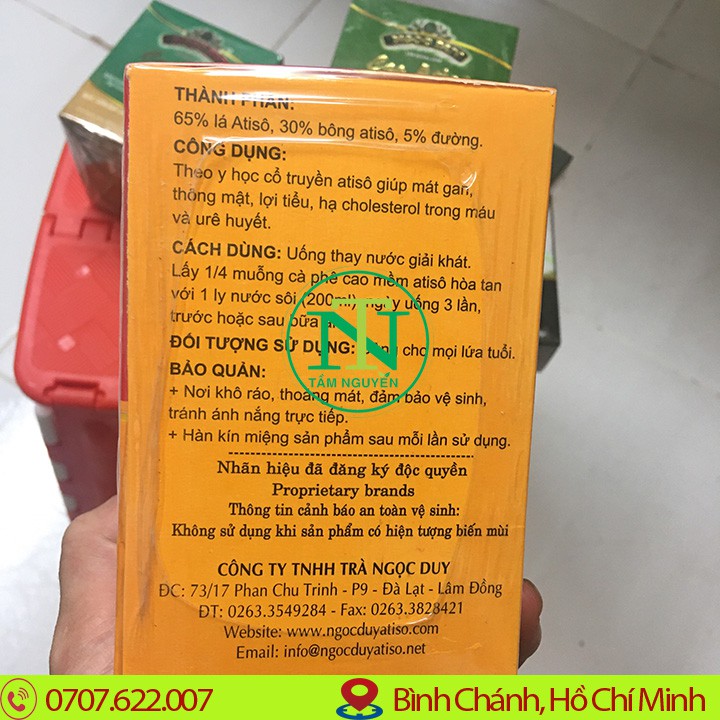 THÀNH PHẦN:
65% lá Atisô, 30% bông atisô, 5% đường.
CÔNG DỤNG:
Theo y học cổ truyền atisô giúp mát gan,
thông mật, lợi tiểu, hạ cholesterol trong máu
và urê huyết.
CÁCH DÙNG: Uống thay nước giải khát.
Lấy 1/4 muỗng cà phê cao mềm atisô hòa tan
với 1 ly nước sôi (200ml) ngày uống 3 lần,
trước hoặc sau bữa
ĐỐI TƯỢNG SỬ DỤNG: cho mọi lứa tuổi.
TÂM NGUYỄN
BẢO QUẢN:
+ Nơi khô ráo, thoáng mát, đảm bảo vệ sinh,
tránh ánh nắng trực tiếp.
+ Hàn kín miệng sản phẩm sau mỗi lần sử dụng.
Nhãn hiệu đã đăng ký độc quyền
Proprietary brands
Thông tin cảnh báo an toàn vệ sinh:
Không sử dụng khi sản phẩm có hiện tượng biến mùi
CÔNG TY TNHH TRÀ NGỌC DUY
ĐC: 73/17 Phan Chu Trinh - P9 - Đà Lạt - Lâm Đồng
ĐT: 0263.3549284 - Fax: 0263.3828421
Website: www.ngocduyatiso.com
Email: info@ngocduyatiso.net
0707.622.007
Bình Chánh, Hồ Chí Minh